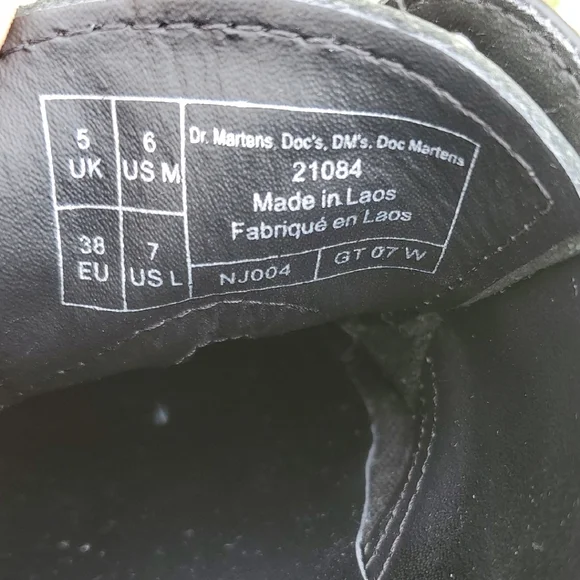 5
UK
6
US M
38
EU
7
US L
Dr. Martens, Doc's, DM's. Doc Martens
21084
Made in Laos
Fabriqué en Laos
NJ004
GT 07 W